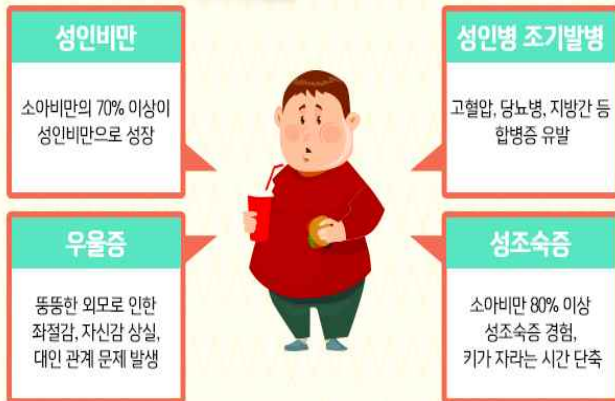 성인비만
소아비만의 70% 이상이
성인비만으로 성장
성인병 조기발병
고혈압, 당뇨병, 지방간 등
합병증 유발
우울증
뚱뚱한 외모로 인한
좌절감, 자신감 상실,
대인 관계 문제 발생
성조숙증
소아비만 80% 이상
성조숙증 경험,
키가 자라는 시간 단축